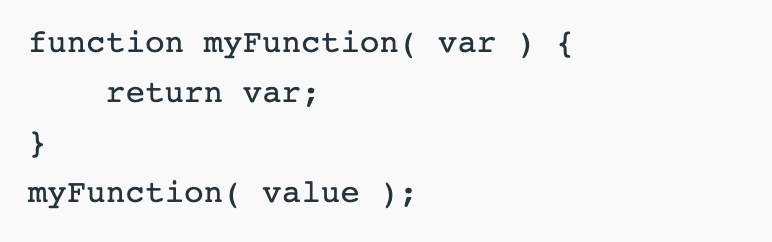 function myFunction( var ) {
    return var;
}
myFunction( value );